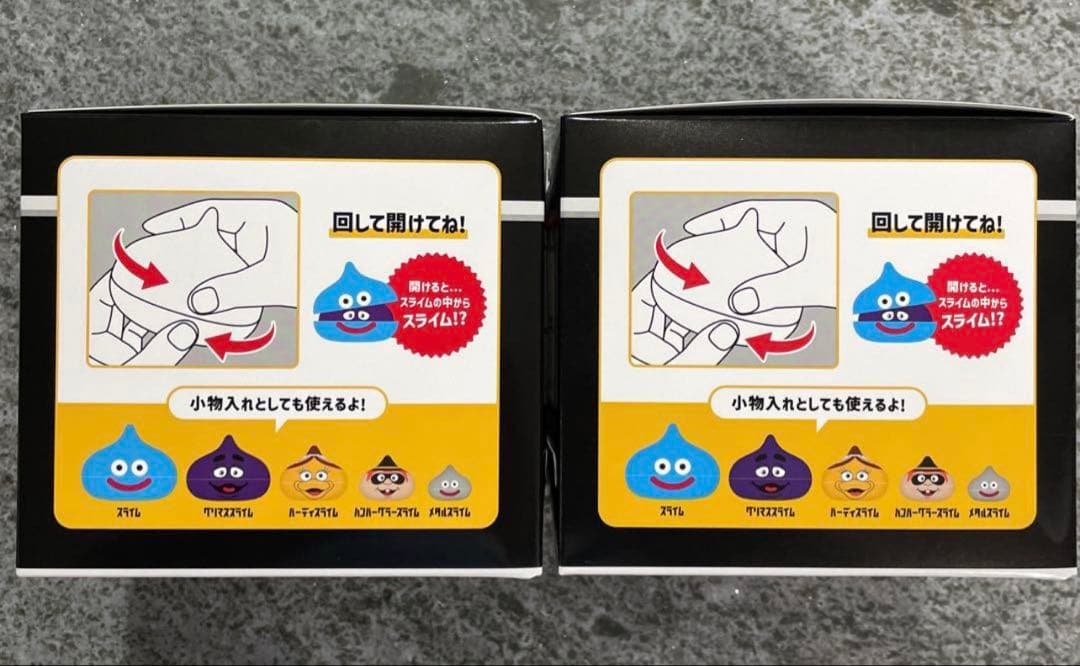 回して開けてね!
開けると...
スライムの中から
スライム!?
小物入れとしても使えるよ!
スライム
グリマススライム
バーディスライム
ハンバーグラースライム
メタルスライム
回して開けてね!
開けると...
スライムの中から
スライム!?
小物入れとしても使えるよ!
スライム
グリマススライム
バーディスライム
ハンバーグラースライム
メタルスライム